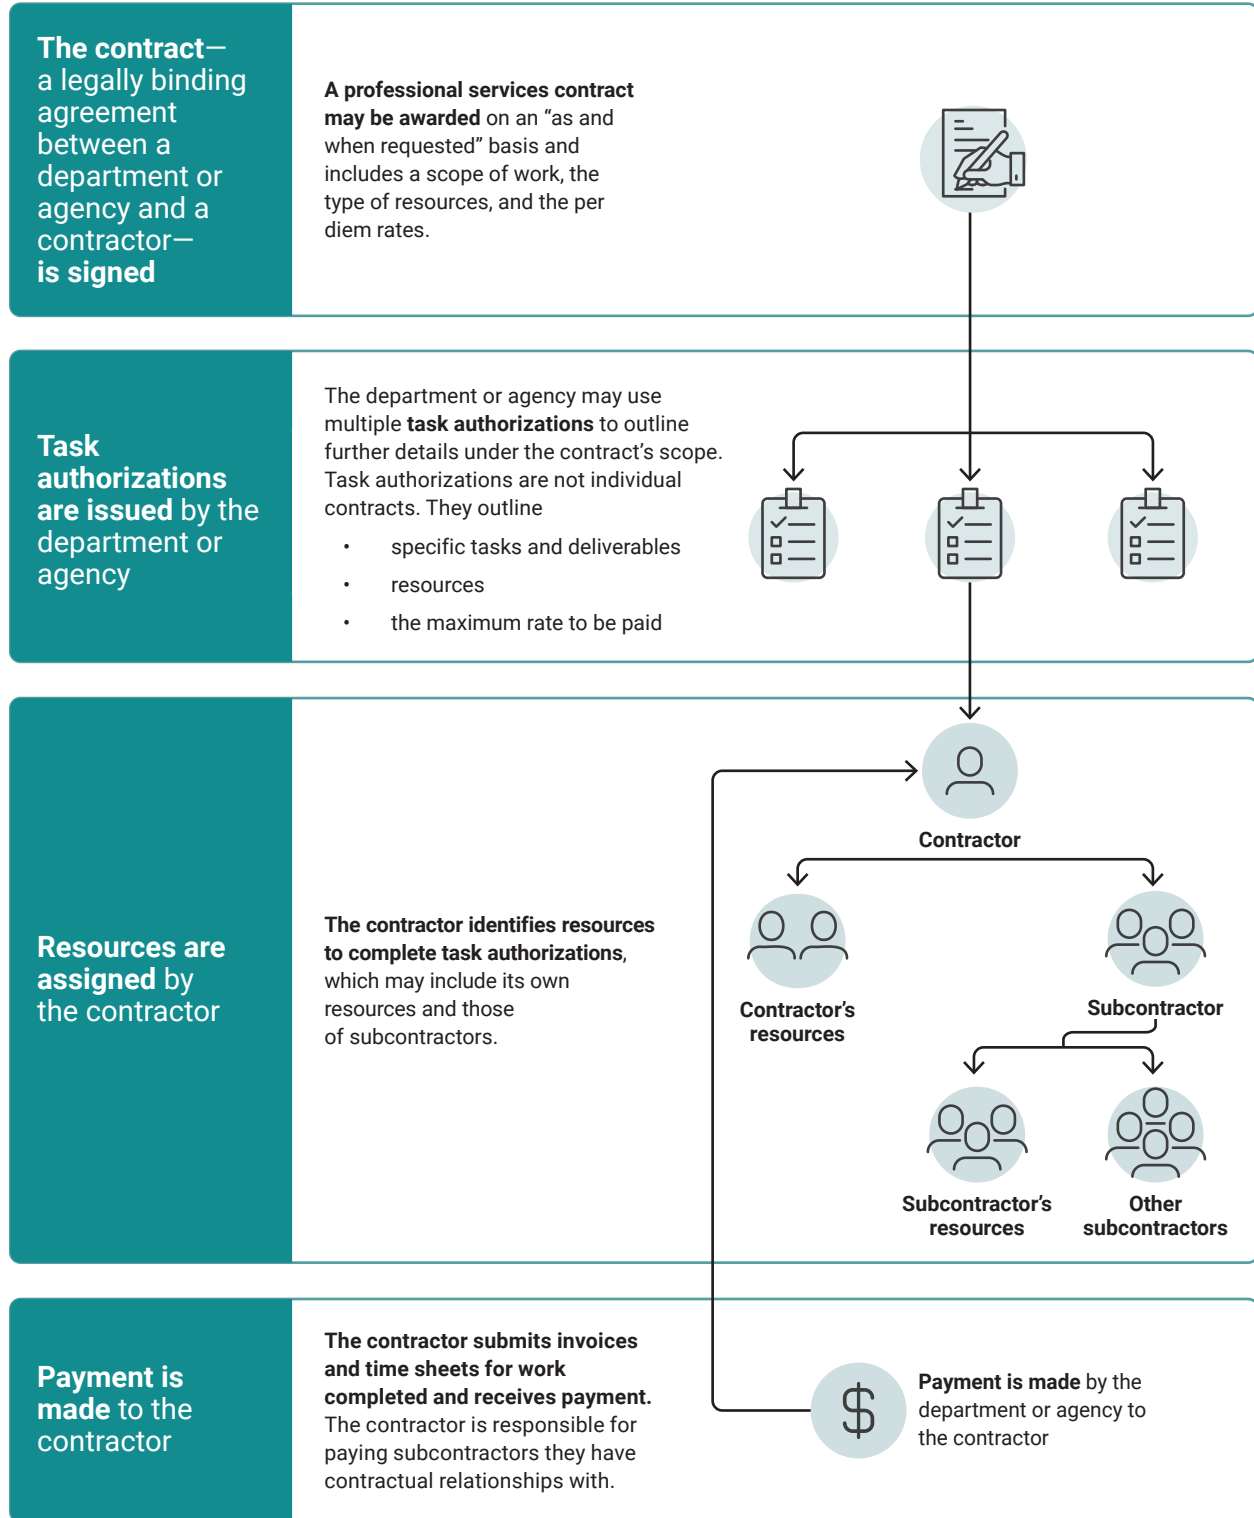 The contract—
a legally binding
agreement
between a
department or
agency and a
contractor—
is signed
A professional services contract
may be awarded on an “as and
when requested” basis and
includes a scope of work, the
type of resources, and the per
diem rates.
Task
authorizations
are issued by the
department or
agency
The department or agency may use
multiple task authorizations to outline
further details under the contract’s scope.
Task authorizations are not individual
contracts. They outline
• specific tasks and deliverables
• resources
• the maximum rate to be paid
Resources are
assigned by
the contractor
The contractor identifies resources
to complete task authorizations,
which may include its own
resources and those
of subcontractors.
Contractor
Contractor’s
resources
Subcontractor
Subcontractor’s
resources
Other
subcontractors
Payment is
made to the
contractor
The contractor submits invoices
and time sheets for work
completed and receives payment.
The contractor is responsible for
paying subcontractors they have
contractual relationships with.
$
Payment is made by the
department or agency to
the contractor